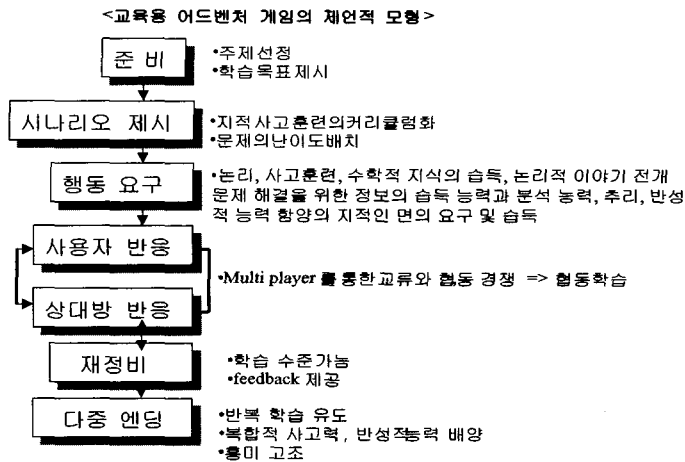 <교육용 어드벤처 게임의 체언적 모형>
준 비
•주제선정
•학습목표제시
시나리오 제시
•지적사고훈련의커리큘럼화
•문제의난이도배치
행동 요구
•논리, 사고훈련, 수학적 지식의 습득, 논리적 이야기 전개
문제 해결을 위한 정보의 습득 능력과 분석 능력, 추리, 반성
적 능력 함양의 지적인 면의 요구 및 습득
사용자 반응
•Multi player 를 통한 교류와 협동 경쟁 => 협동학습
상대방 반응
재정비
•학습 수준가늠
•feedback 제공
다중 엔딩
•반복 학습 유도
•복합적 사고력, 반성적능력 배양
•흥미 고조